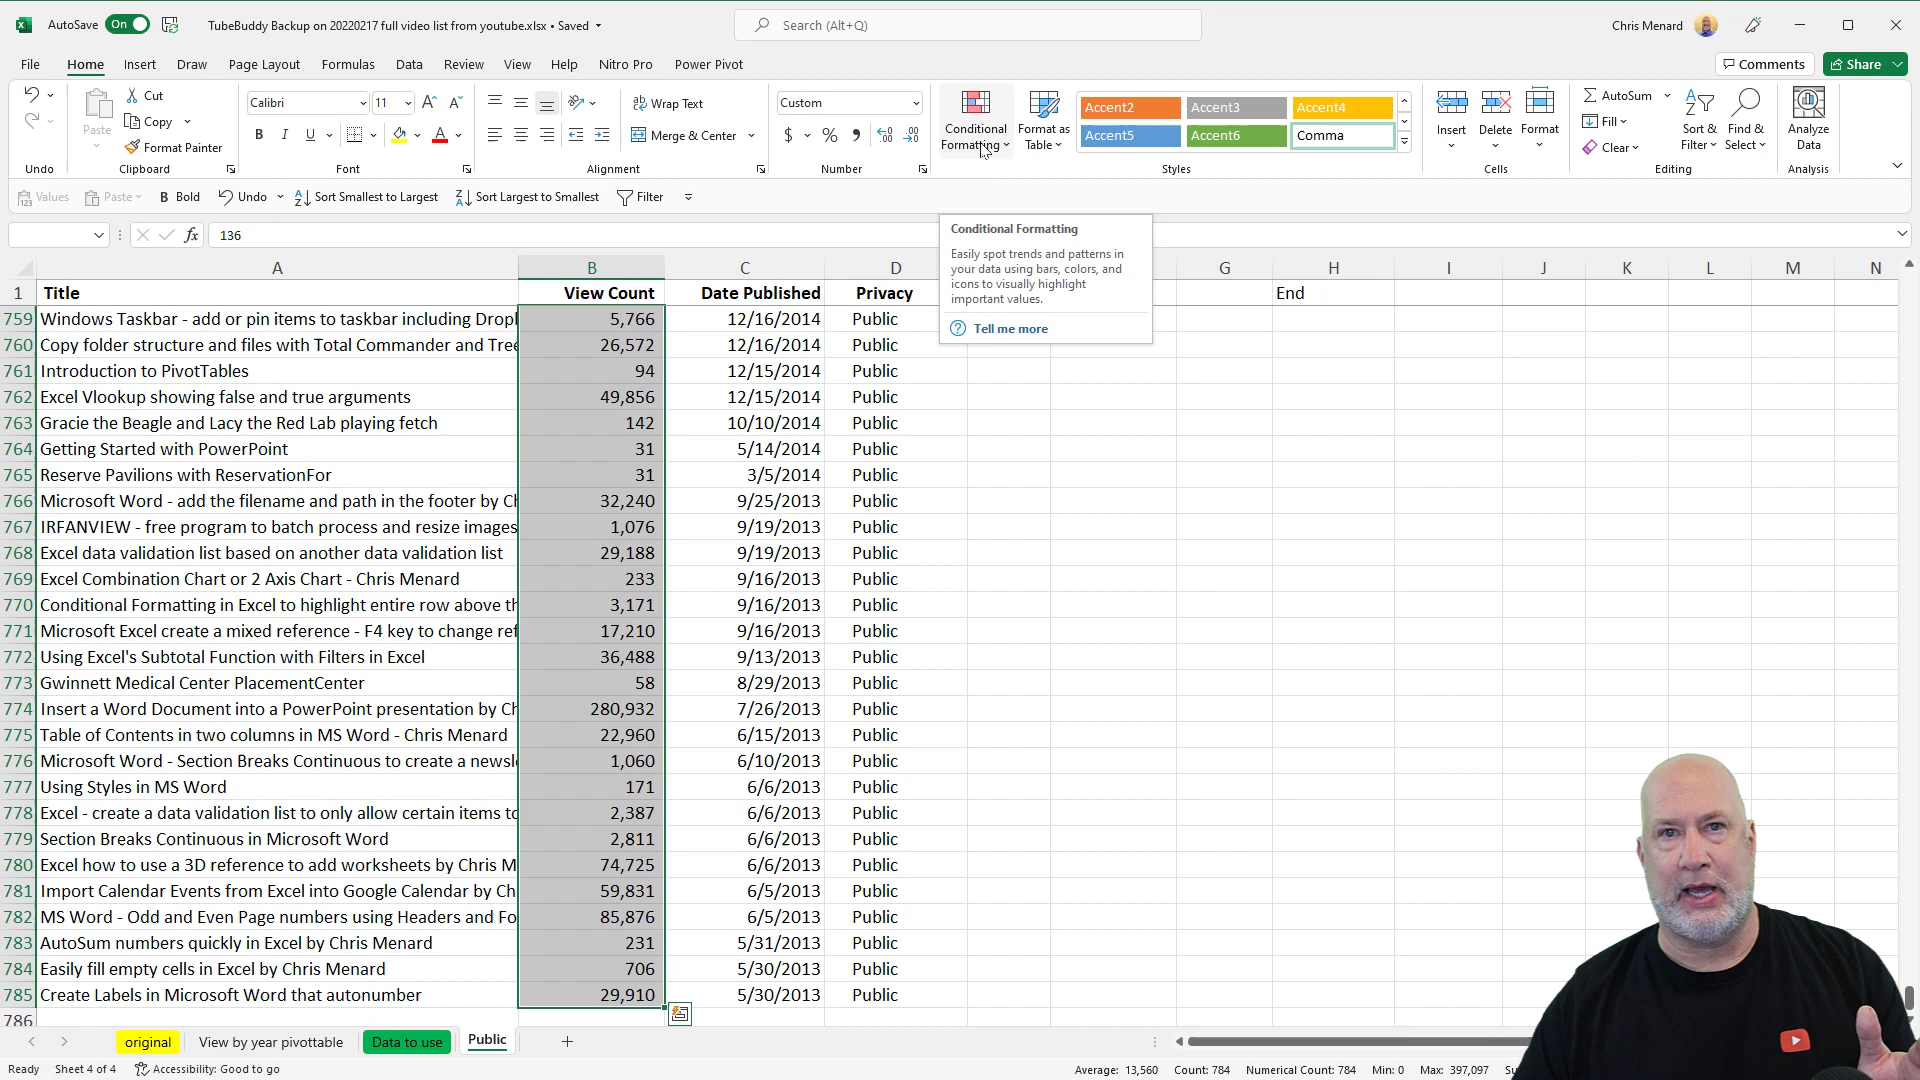 AutoSave On TubeBuddy Backup on 20220217 full video list from youtube.xlsx • Saved Search (Alt+Q) Chris Menard
File Home Insert Draw Page Layout Formulas Data Review View Help Nitro Pro Power Pivot Comments Share
Undo
Paste Cut Copy Format Painter Clipboard
Calibri 11 B I U A Font
Wrap Text Merge & Center Alignment
Custom $ % Number
Conditional Formatting Format as Table
Accent2 Accent3 Accent4
Accent5 Accent6 Comma
Styles
Insert Delete Format Cells
AutoSum Fill Clear Sort & Filter Find & Select Editing
Analyze Data Analysis
Values Paste B Bold Undo Sort Smallest to Largest Sort Largest to Smallest Filter
fx 136
Conditional Formatting
Easily spot trends and patterns in
your data using bars, colors, and
icons to visually highlight
important values.
Tell me more
A B C D G H I J K L M N
1 Title View Count Date Published Privacy End
759 Windows Taskbar - add or pin items to taskbar including Dropl 5,766 12/16/2014 Public
760 Copy folder structure and files with Total Commander and Tree 26,572 12/16/2014 Public
761 Introduction to PivotTables 94 12/15/2014 Public
762 Excel Vlookup showing false and true arguments 49,856 12/15/2014 Public
763 Gracie the Beagle and Lacy the Red Lab playing fetch 142 10/10/2014 Public
764 Getting Started with PowerPoint 31 5/14/2014 Public
765 Reserve Pavilions with ReservationFor 31 3/5/2014 Public
766 Microsoft Word - add the filename and path in the footer by Ch 32,240 9/25/2013 Public
767 IRFANVIEW - free program to batch process and resize images 1,076 9/19/2013 Public
768 Excel data validation list based on another data validation list 29,188 9/19/2013 Public
769 Excel Combination Chart or 2 Axis Chart - Chris Menard 233 9/16/2013 Public
770 Conditional Formatting in Excel to highlight entire row above th 3,171 9/16/2013 Public
771 Microsoft Excel create a mixed reference - F4 key to change ref 17,210 9/16/2013 Public
772 Using Excel's Subtotal Function with Filters in Excel 36,488 9/13/2013 Public
773 Gwinnett Medical Center PlacementCenter 58 8/29/2013 Public
774 Insert a Word Document into a PowerPoint presentation by Ch 280,932 7/26/2013 Public
775 Table of Contents in two columns in MS Word - Chris Menard 22,960 6/15/2013 Public
776 Microsoft Word - Section Breaks Continuous to create a newsl 1,060 6/10/2013 Public
777 Using Styles in MS Word 171 6/6/2013 Public
778 Excel - create a data validation list to only allow certain items to 2,387 6/6/2013 Public
779 Section Breaks Continuous in Microsoft Word 2,811 6/6/2013 Public
780 Excel how to use a 3D reference to add worksheets by Chris M 74,725 6/6/2013 Public
781 Import Calendar Events from Excel into Google Calendar by Ch 59,831 6/5/2013 Public
782 MS Word - Odd and Even Page numbers using Headers and Fo 85,876 6/5/2013 Public
783 AutoSum numbers quickly in Excel by Chris Menard 231 5/31/2013 Public
784 Easily fill empty cells in Excel by Chris Menard 706 5/30/2013 Public
785 Create Labels in Microsoft Word that autonumber 29,910 5/30/2013 Public
786
original View by year pivottable Data to use Public
Ready Sheet 4 of 4 Accessibility: Good to go Average: 13,560 Count: 784 Numerical Count: 784 Min: 0 Max: 397,097